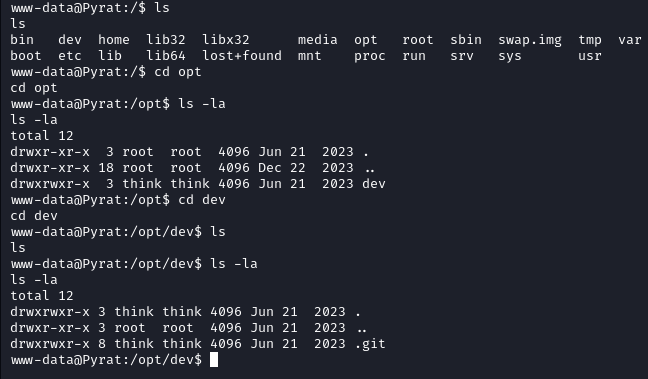 www-data@Pyrat:/$ ls
ls
bin   dev  home  lib32  libx32      media  opt   root  sbin  swap.img  tmp  var
boot  etc  lib   lib64  lost+found  mnt    proc  run   srv   sys       usr
www-data@Pyrat:/$ cd opt
cd opt
www-data@Pyrat:/opt$ ls -la
ls -la
total 12
drwxr-xr-x  3 root  root  4096 Jun 21  2023 .
drwxr-xr-x 18 root  root  4096 Dec 22  2023 ..
drwxrwxr-x  3 think think 4096 Jun 21  2023 dev
www-data@Pyrat:/opt$ cd dev
cd dev
www-data@Pyrat:/opt/dev$ ls
ls
www-data@Pyrat:/opt/dev$ ls -la
ls -la
total 12
drwxrwxr-x 3 think think 4096 Jun 21  2023 .
drwxr-xr-x 3 root  root  4096 Jun 21  2023 ..
drwxrwxr-x 8 think think 4096 Jun 21  2023 .git
www-data@Pyrat:/opt/dev$